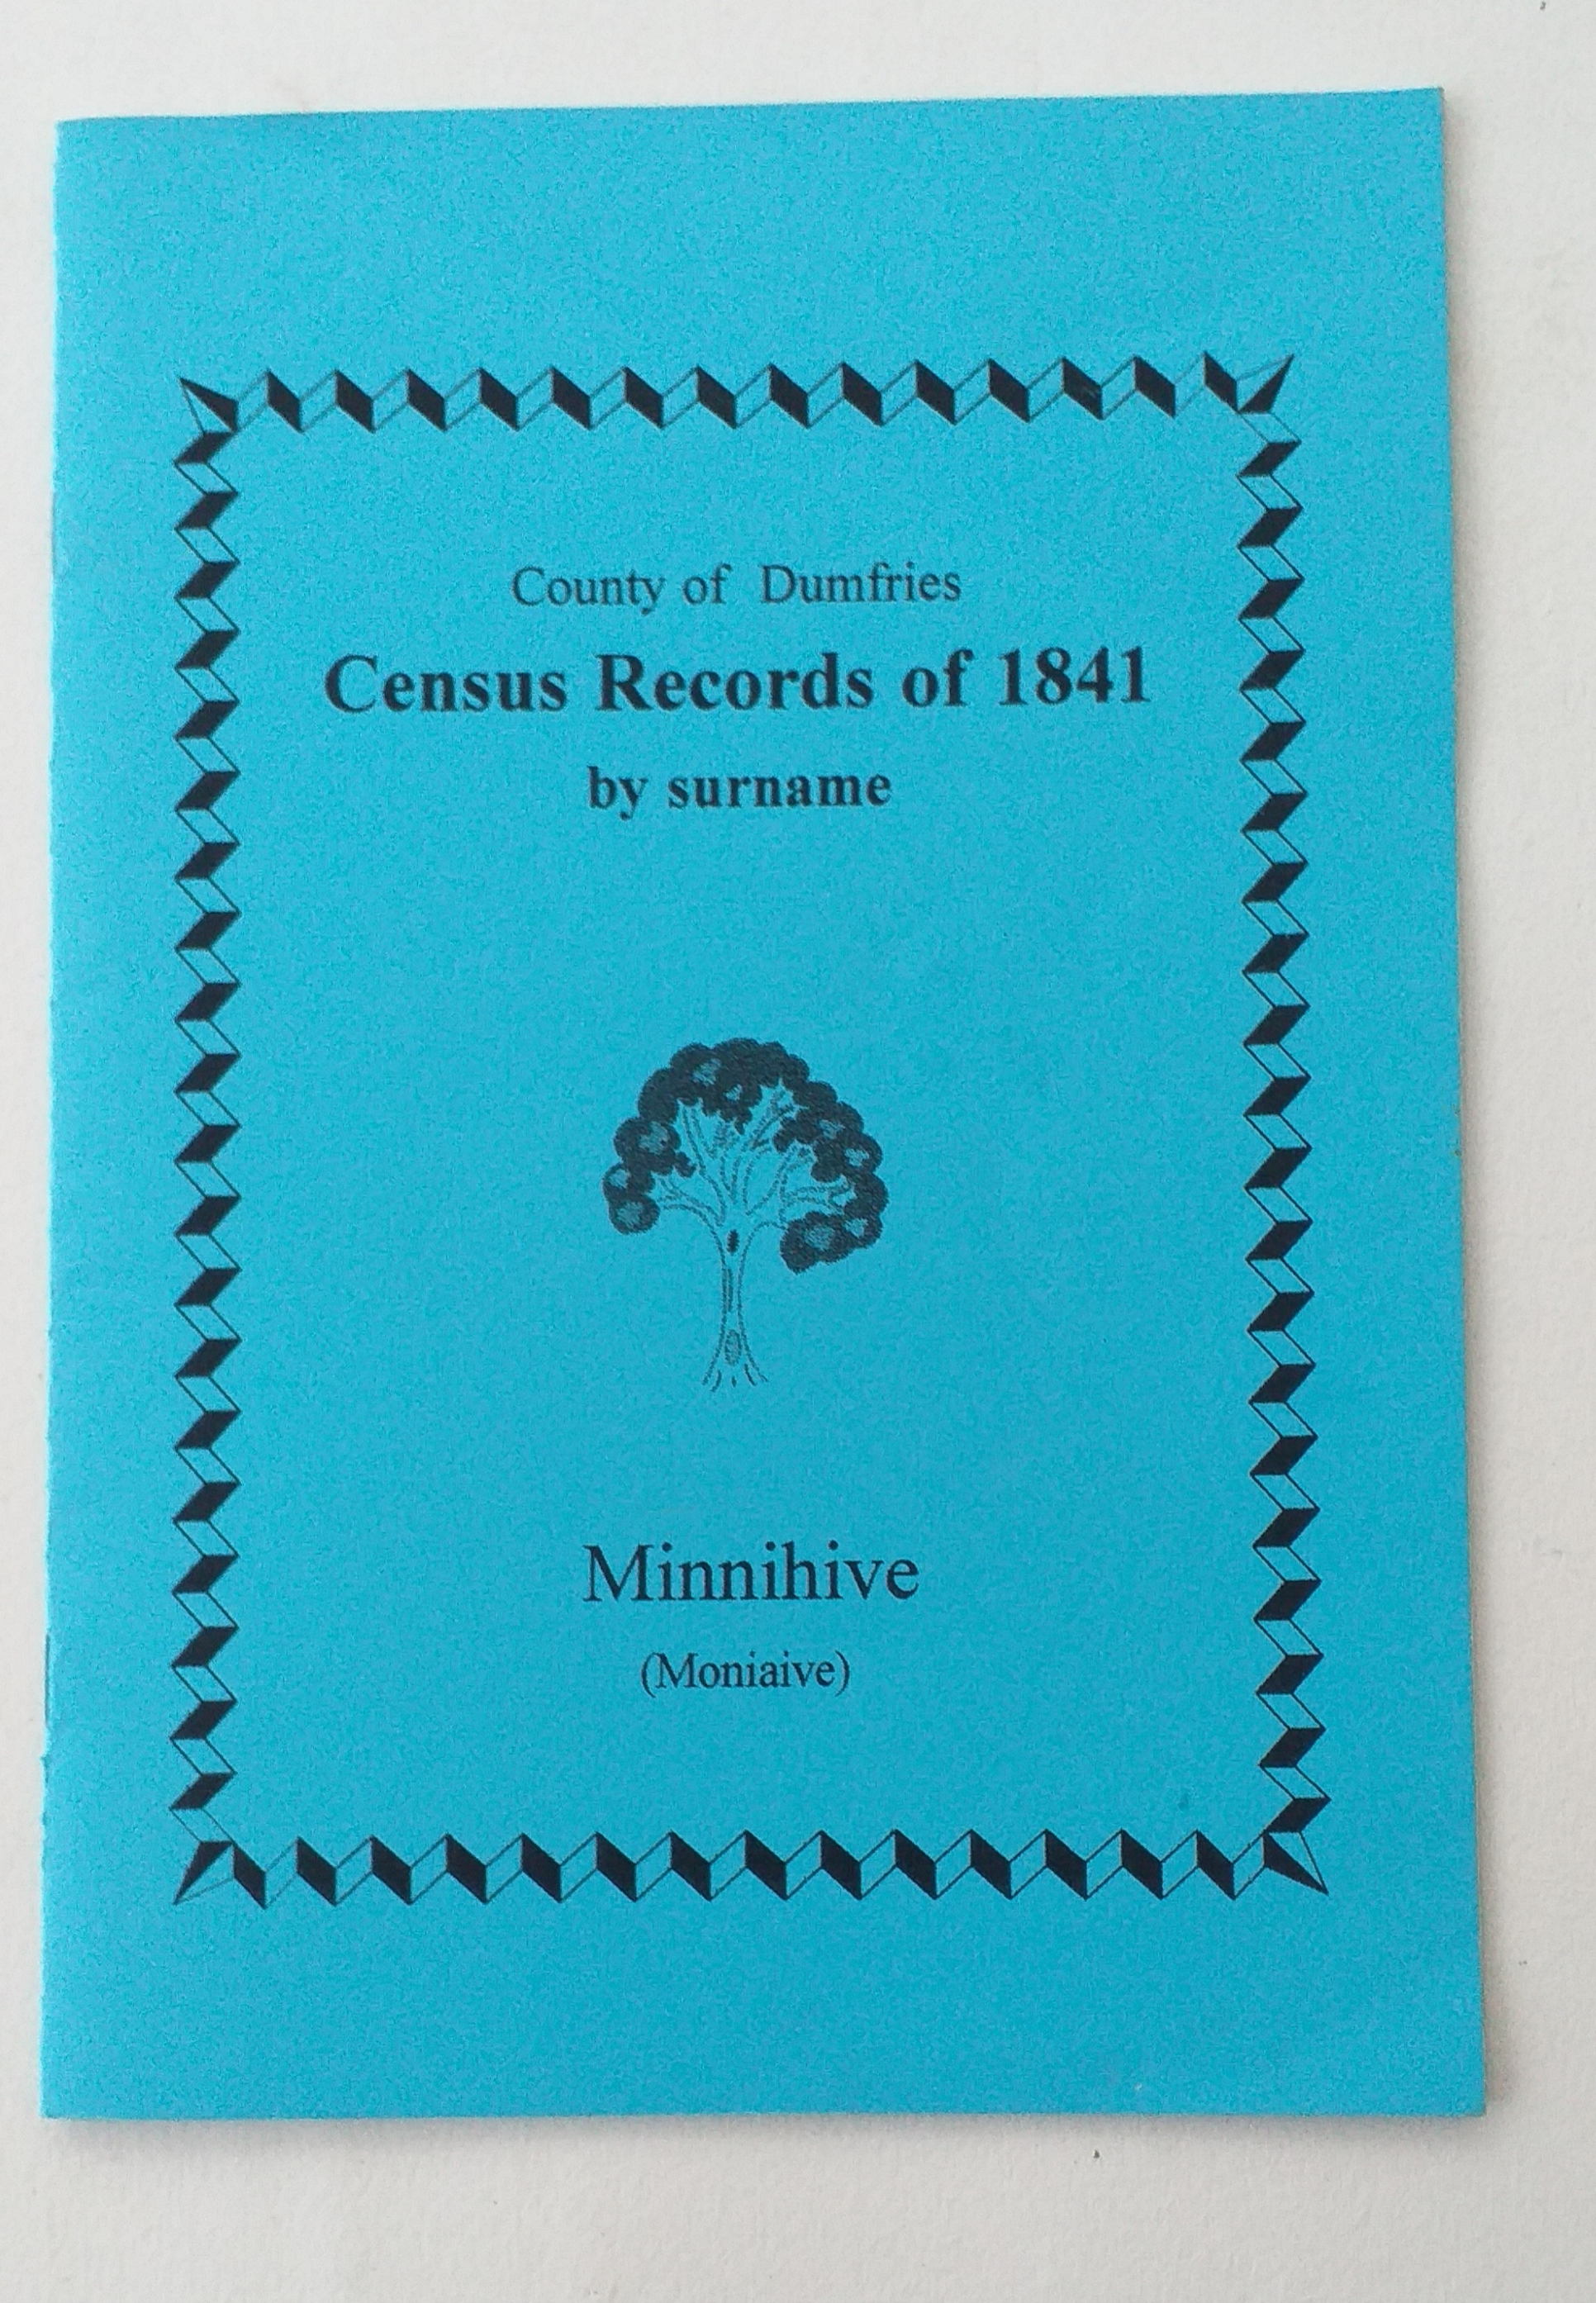 County of Dumfries
Census Records of 1841
by surname
Minnihive
(Moniaive)